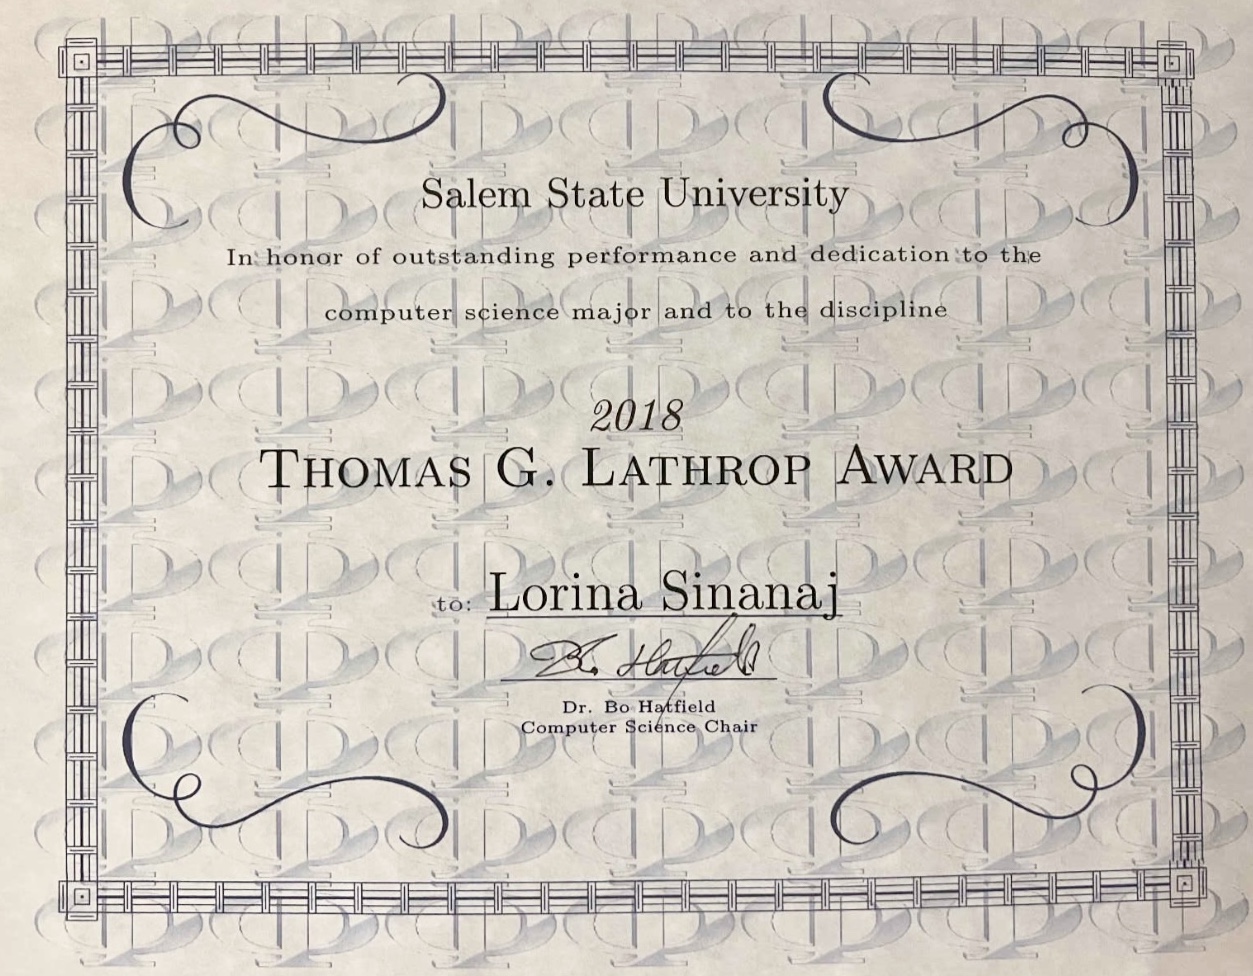 Salem State University
In honor of outstanding performance and dedication to the
computer science major and to the discipline
2018
THOMAS G. LATHROP AWARD
to: Lorina Sinanaj
Bo Hatfield
Dr. Bo Hatfield
Computer Science Chair